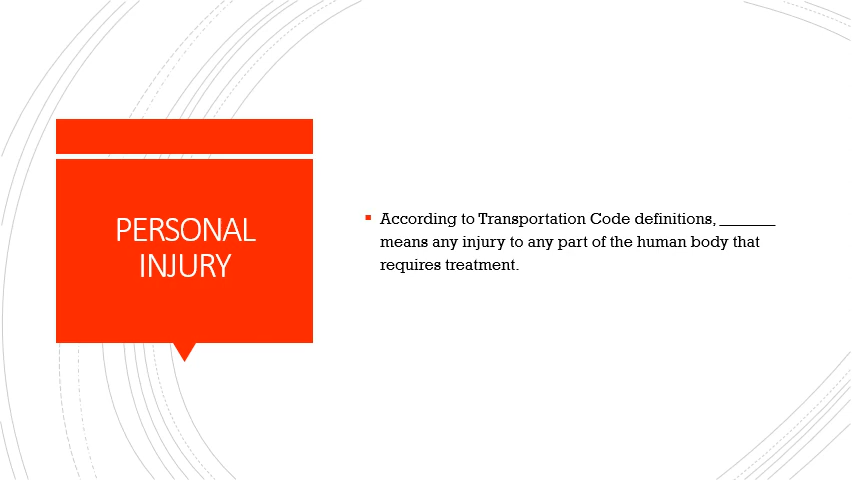 PERSONAL
INJURY
▪ According to Transportation Code definitions, _______
means any injury to any part of the human body that
requires treatment.